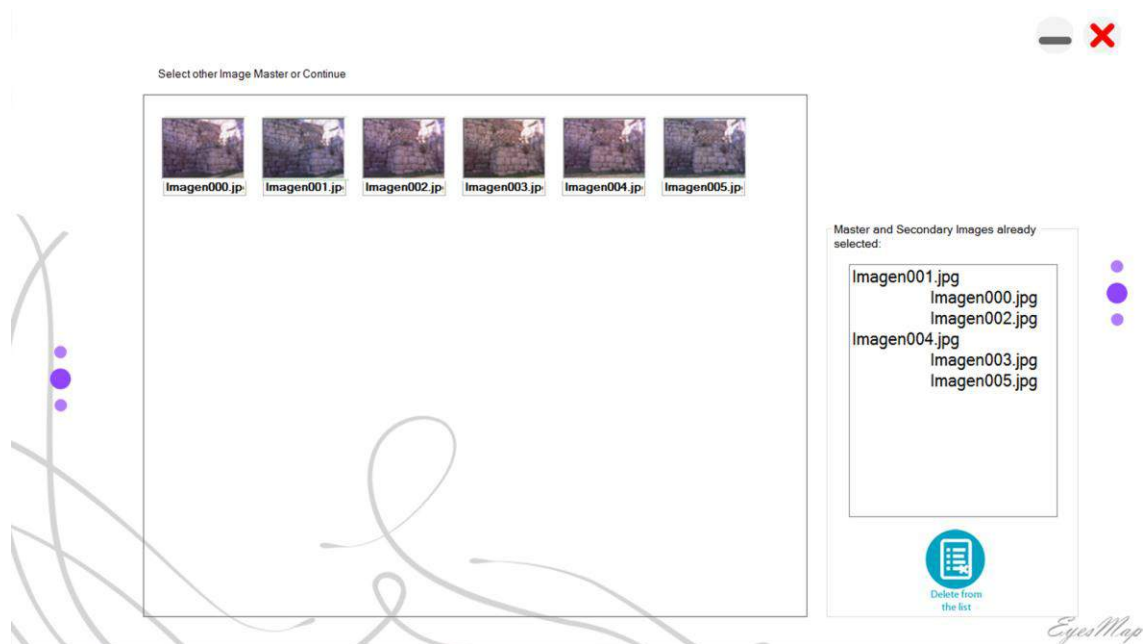 Select other Image Master or Continue
Imagen000.jp
Imagen001.jp
Imagen002.jp
Imagen003.jp
Imagen004.jp
Imagen005.jp
Master and Secondary Images already
selected:
Imagen001.jpg
Imagen000.jpg
Imagen002.jpg
Imagen004.jpg
Imagen003.jpg
Imagen005.jpg
Delete from
the list
EyesMap